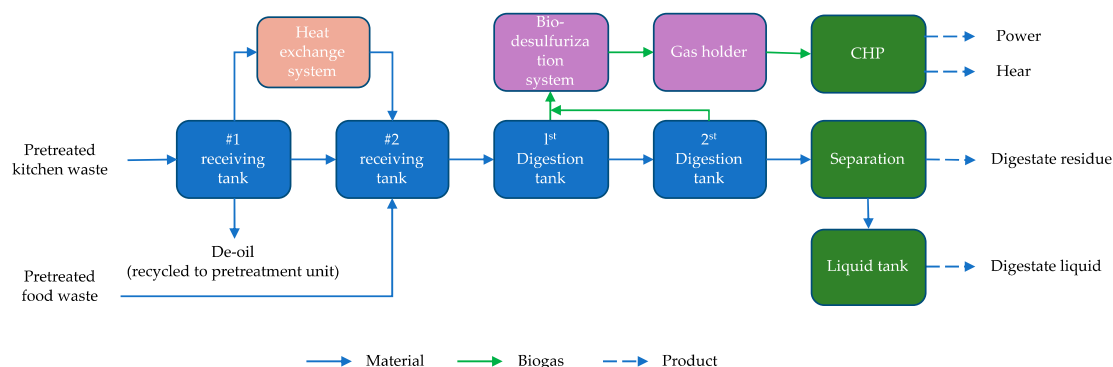 Heat
exchange
system
Bio-
desulfuriza
tion
system
Gas holder
CHP
Power
Hear
Pretreated
kitchen waste
#1
receiving
tank
#2
receiving
tank
1st
Digestion
tank
2st
Digestion
tank
Separation
Digestate residue
De-oil
(recycled to pretreatment unit)
Pretreated
food waste
Liquid tank
Digestate liquid
Material
Biogas
Product